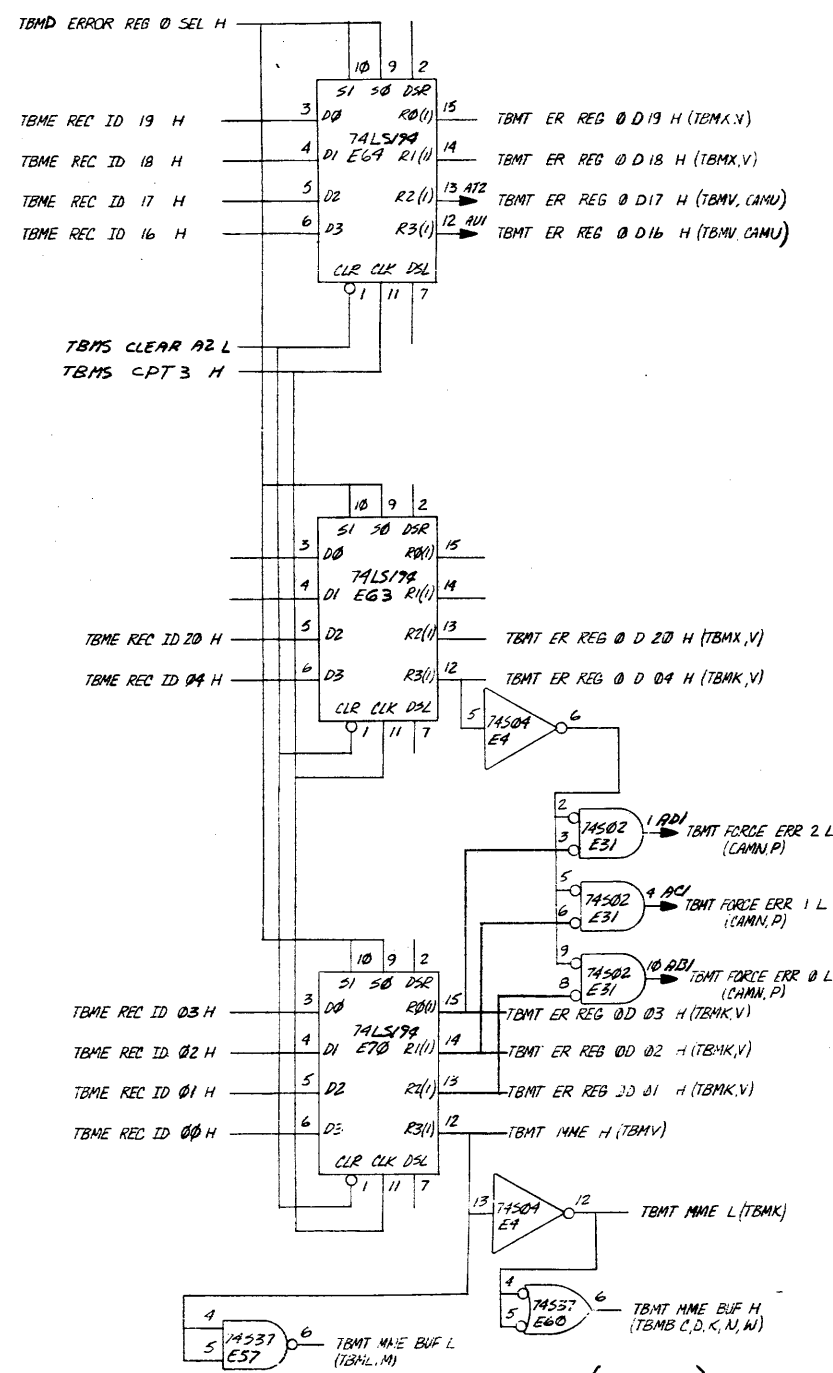 TBMD ERROR REG Ø SEL H
1Ø 9 2
S1 SØ DSR
TBME REC ID 19 H 3 DØ RØ(1) 15 TBMT ER REG Ø D19 H (TBMX,V)
74LS194
TBME REC ID 18 H 4 D1 E64 R1(1) 14 TBMT ER REG Ø D18 H (TBMX,V)
TBME REC ID 17 H 5 D2 R2(1) 13 AT2 TBMT ER REG Ø D17 H (TBMV, CAMU)
TBME REC ID 16 H 6 D3 R3(1) 12 AU1 TBMT ER REG Ø D16 H (TBMV, CAMU)
CLR CLK DSL
1 11 7
TBMS CLEAR A2 L
TBMS CPT3 H
1Ø 9 2
S1 SØ DSR
3 DØ RØ(1) 15
74LS194
4 D1 E63 R1(1) 14
TBME REC ID 2Ø H 5 D2 R2(1) 13 TBMT ER REG Ø D 2Ø H (TBMX,V)
TBME REC ID Ø4 H 6 D3 R3(1) 12 TBMT ER REG Ø D Ø4 H (TBMK,V)
CLR CLK DSL
1 11 7
5 74S04 6
E4
2 74S02 1 AD1 TBMT FORCE ERR 2 L
3 E31 (CAMN,P)
5 74S02 4 AC1 TBMT FORCE ERR 1 L
6 E31 (CAMN,P)
9 74S02 1Ø AB1 TBMT FORCE ERR Ø L
8 E31 (CAMN,P)
1Ø 9 2
S1 SØ DSR
TBME REC ID Ø3 H 3 DØ RØ(1) 15 TBMT ER REG ØD Ø3 H (TBMK,V)
74LS194
TBME REC ID Ø2 H 4 D1 E7Ø R1(1) 14 TBMT ER REG ØD Ø2 H (TBMK,V)
TBME REC ID Ø1 H 5 D2 R2(1) 13 TBMT ER REG Ø1 H (TBMK,V)
TBME REC ID ØØ H 6 D3 R3(1) 12 TBMT MME H (TBMV)
CLR CLK DSL
1 11 7
13 74S04 12 TBMT MME L (TBMK)
E4
4 74S37 6 TBMT MME BUF H
5 E6Ø (TBMB C,D,K,N,W)
4 74S37 6 TBMT MME BUF L
5 E57 (TBML,M)